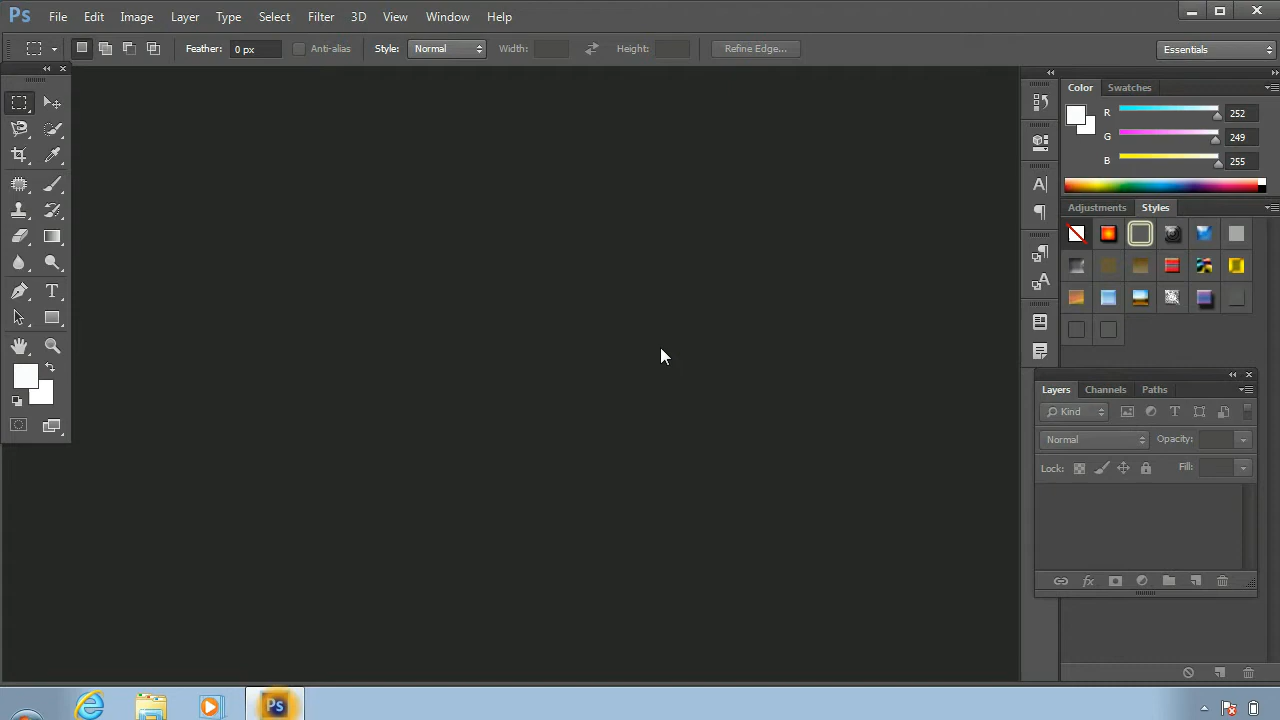 Ps File Edit Image Layer Type Select Filter 3D View Window Help
Feather: 0 px Anti-alias Style: Normal Width: Height: Refine Edge... Essentials
Color Swatches
R 252
G 249
B 255
Adjustments Styles
Layers Channels Paths
Kind
Normal Opacity:
Lock: Fill:
fx
Ps